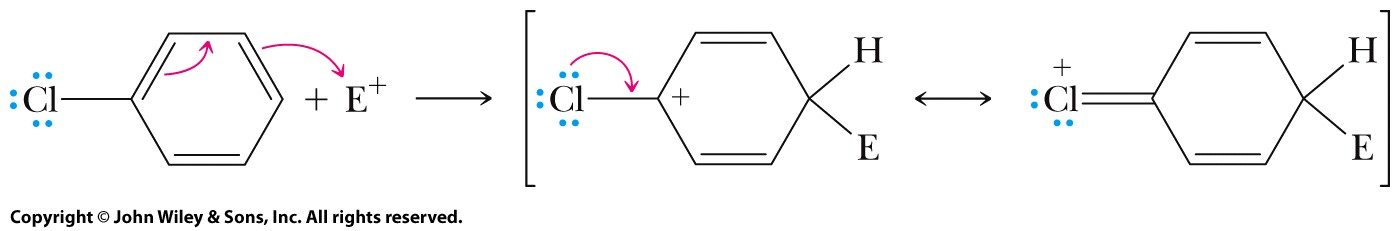 Cl + E+ Cl + H E + Cl H E
Copyright © John Wiley & Sons, Inc. All rights reserved.